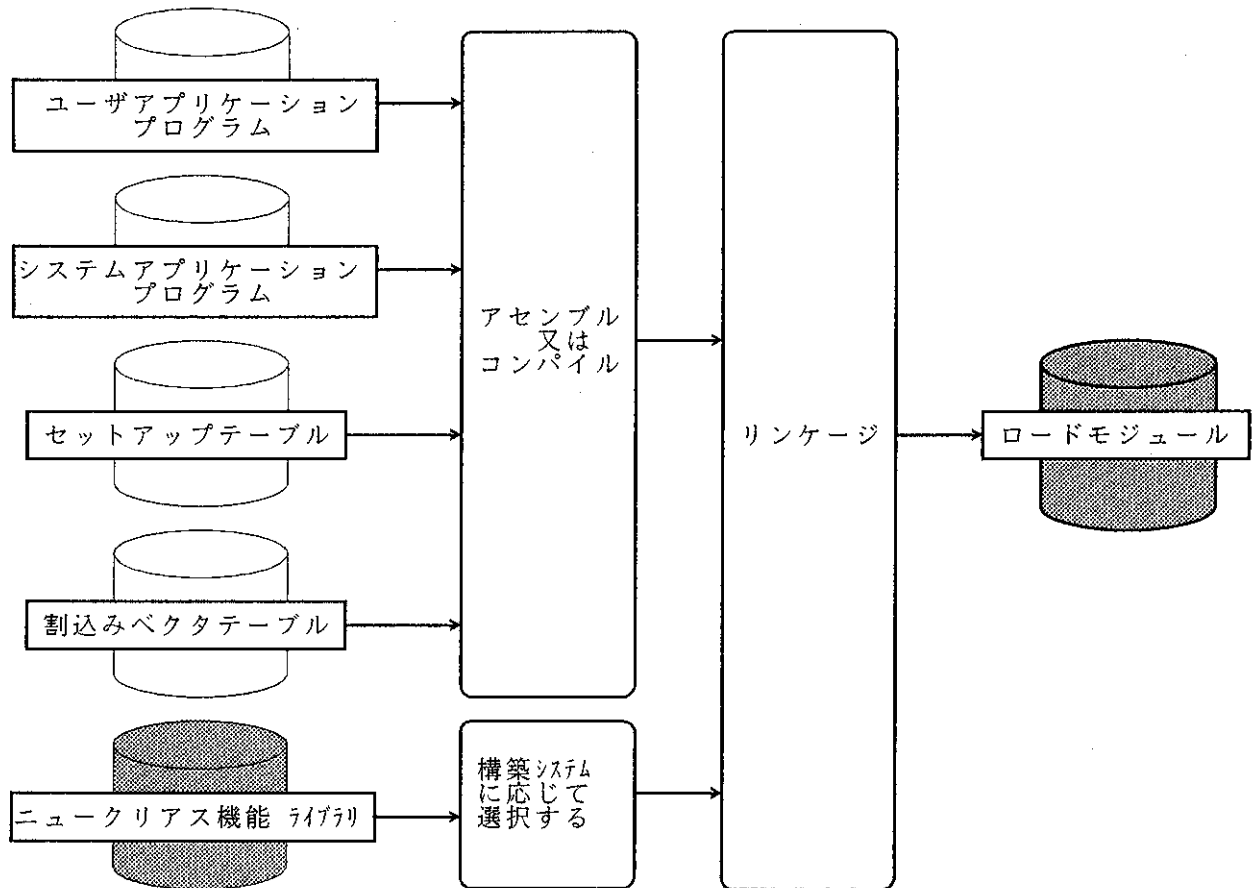 ユーザアプリケーション
プログラム
システムアプリケーション
プログラム
セットアップテーブル
割込みベクタテーブル
ニュークリアス機能 ライブラリ
アセンブル
又は
コンパイル
構築システム
に応じて
選択する
リンケージ
ロードモジュール